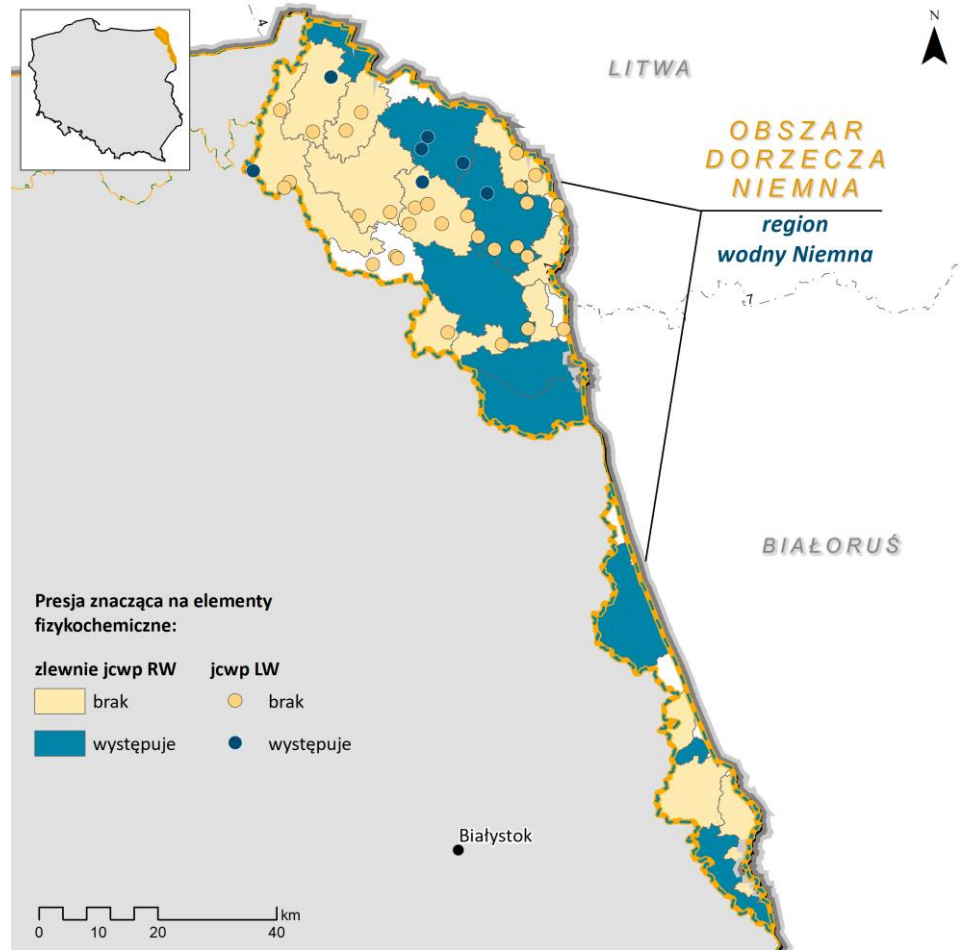 N
LITWA
OBSZAR
DORZECZA
NIEMNA
region
wodny Niemna
BIAŁORUŚ
Presja znacząca na elementy
fizykochemiczne:
zlewnie jcwp RW
jcwp LW
brak
brak
występuje
występuje
Białystok
km
0
10
20
40